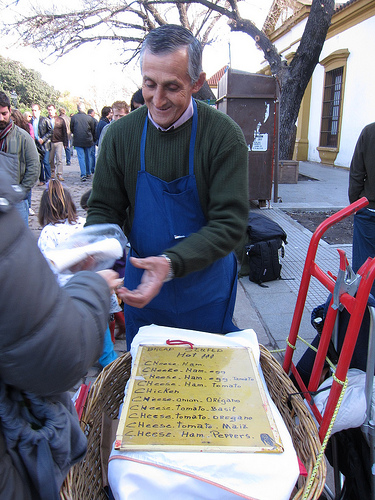 Hot
Cheese. Ham.
Cheese. Ham. egg
Cheese. Ham. egg. Tomato
Cheese. Ham. Tomato
Chicken
Cheese. onion. oregano
Cheese. Tomato. Basil
Cheese. Tomato. oregano
Cheese. Tomato. Maiz
Cheese. Ham. Peppers.